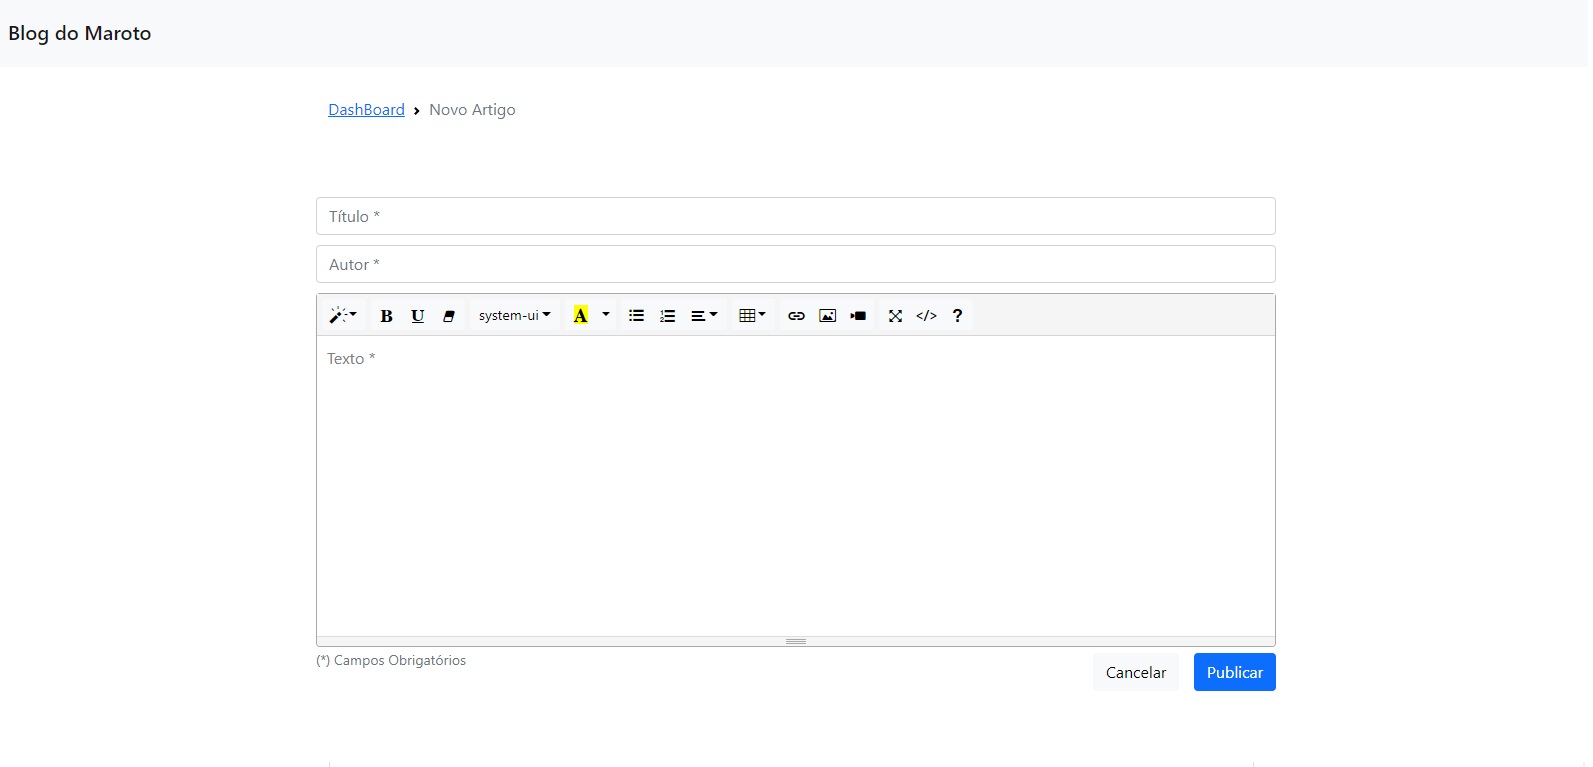 Blog do Maroto
DashBoard › Novo Artigo
Título *
Autor *
B U system-ui A </> ?
Texto *
(*) Campos Obrigatórios
Cancelar Publicar